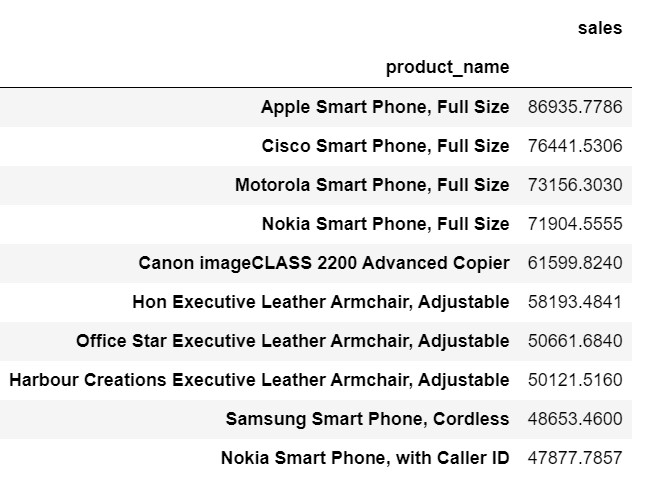 sales
product_name
Apple Smart Phone, Full Size 86935.7786
Cisco Smart Phone, Full Size 76441.5306
Motorola Smart Phone, Full Size 73156.3030
Nokia Smart Phone, Full Size 71904.5555
Canon imageCLASS 2200 Advanced Copier 61599.8240
Hon Executive Leather Armchair, Adjustable 58193.4841
Office Star Executive Leather Armchair, Adjustable 50661.6840
Harbour Creations Executive Leather Armchair, Adjustable 50121.5160
Samsung Smart Phone, Cordless 48653.4600
Nokia Smart Phone, with Caller ID 47877.7857